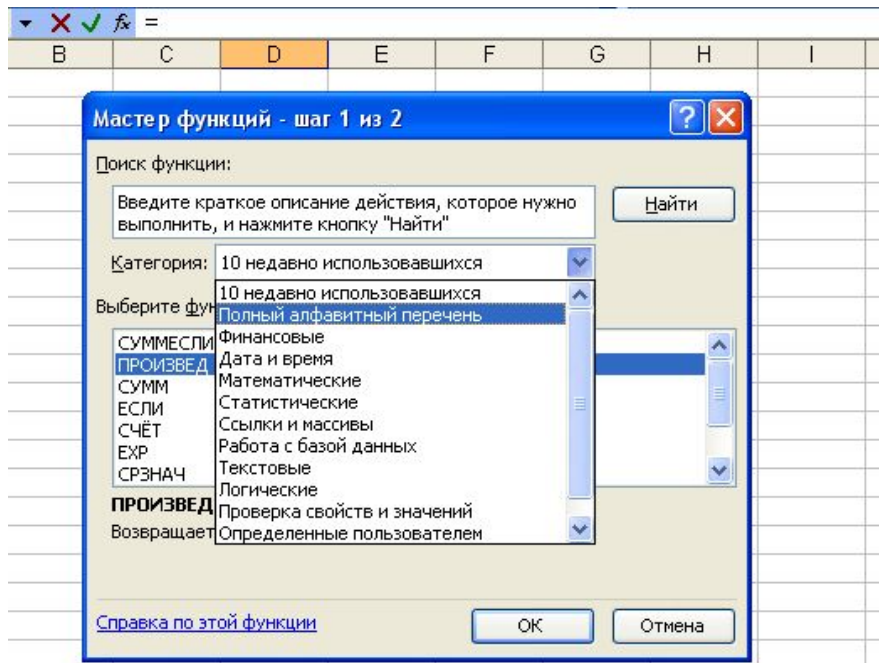 fx =
B C D E F G H I
Мастер функций - шаг 1 из 2
Поиск функции:
Введите краткое описание действия, которое нужно
выполнить, и нажмите кнопку "Найти"
Найти
Категория: 10 недавно использовавшихся
10 недавно использовавшихся
Выберите фун
Полный алфавитный перечень
Финансовые
Дата и время
Математические
Статистические
Ссылки и массивы
Работа с базой данных
Текстовые
Логические
Проверка свойств и значений
Определенные пользователем
СУММЕСЛИ
ПРОИЗВЕД
СУММ
ЕСЛИ
СЧЁТ
EXP
СРЗНАЧ
ПРОИЗВЕД
Возвращает
Справка по этой функции
ОК
Отмена